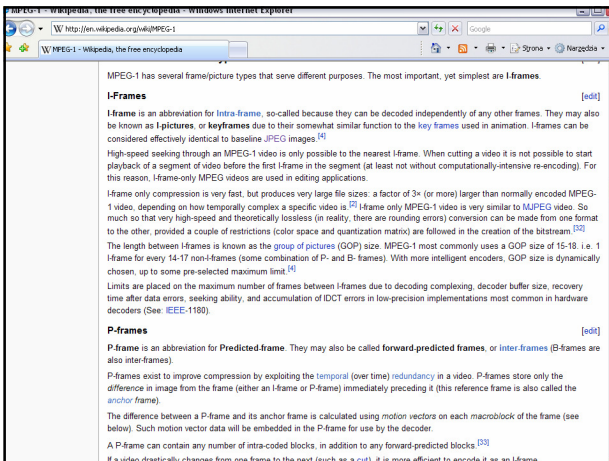 MPEG-1 - Wikipedia, the free encyclopedia - Windows Internet Explorer
W http://en.wikipedia.org/wiki/MPEG-1 Google
W MPEG-1 - Wikipedia, the free encyclopedia Strona Narzędzia
MPEG-1 has several frame/picture types that serve different purposes. The most important, yet simplest are I-frames.
I-Frames [edit]
I-frame is an abbreviation for Intra-frame, so-called because they can be decoded independently of any other frames. They may also
be known as I-pictures, or keyframes due to their somewhat similar function to the key frames used in animation. I-frames can be
considered effectively identical to baseline JPEG images.[4]
High-speed seeking through an MPEG-1 video is only possible to the nearest I-frame. When cutting a video it is not possible to start
playback of a segment of video before the first I-frame in the segment (at least not without computationally-intensive re-encoding). For
this reason, I-frame-only MPEG videos are used in editing applications.
I-frame only compression is very fast, but produces very large file sizes: a factor of 3× (or more) larger than normally encoded MPEG-
1 video, depending on how temporally complex a specific video is.[2] I-frame only MPEG-1 video is very similar to MJPEG video. So
much so that very high-speed and theoretically lossless (in reality, there are rounding errors) conversion can be made from one format
to the other, provided a couple of restrictions (color space and quantization matrix) are followed in the creation of the bitstream.[32]
The length between I-frames is known as the group of pictures (GOP) size. MPEG-1 most commonly uses a GOP size of 15-18. i.e. 1
I-frame for every 14-17 non-I-frames (some combination of P- and B- frames). With more intelligent encoders, GOP size is dynamically
chosen, up to some pre-selected maximum limit.[4]
Limits are placed on the maximum number of frames between I-frames due to decoding complexing, decoder buffer size, recovery
time after data errors, seeking ability, and accumulation of IDCT errors in low-precision implementations most common in hardware
decoders (See: IEEE-1180).
P-frames [edit]
P-frame is an abbreviation for Predicted-frame. They may also be called forward-predicted frames, or inter-frames (B-frames are
also inter-frames).
P-frames exist to improve compression by exploiting the temporal (over time) redundancy in a video. P-frames store only the
difference in image from the frame (either an I-frame or P-frame) immediately preceding it (this reference frame is also called the
anchor frame).
The difference between a P-frame and its anchor frame is calculated using motion vectors on each macroblock of the frame (see
below). Such motion vector data will be embedded in the P-frame for use by the decoder.
A P-frame can contain any number of intra-coded blocks, in addition to any forward-predicted blocks.[33]
If a video drastically changes from one frame to the next (such as a cut), it is more efficient to encode it as an I-frame.